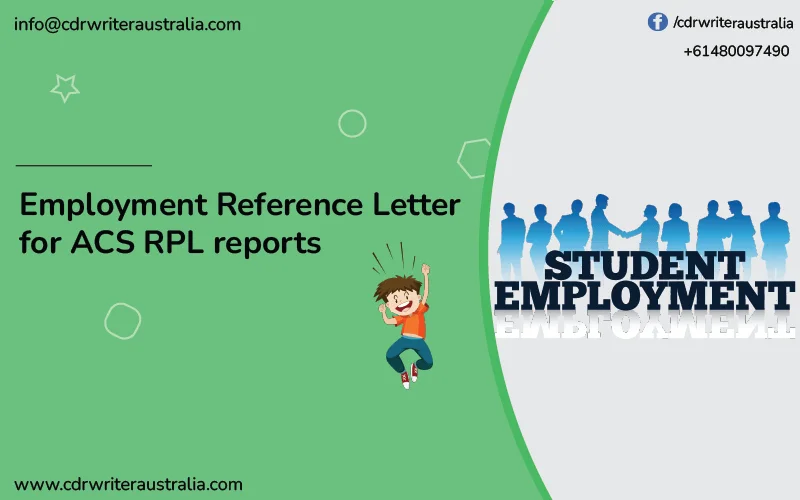 info@cdrwriteraustralia.com
/cdrwriteraustralia
+61480097490
Employment Reference Letter
for ACS RPL reports
STUDENT
EMPLOYMENT
www.cdrwriteraustralia.com